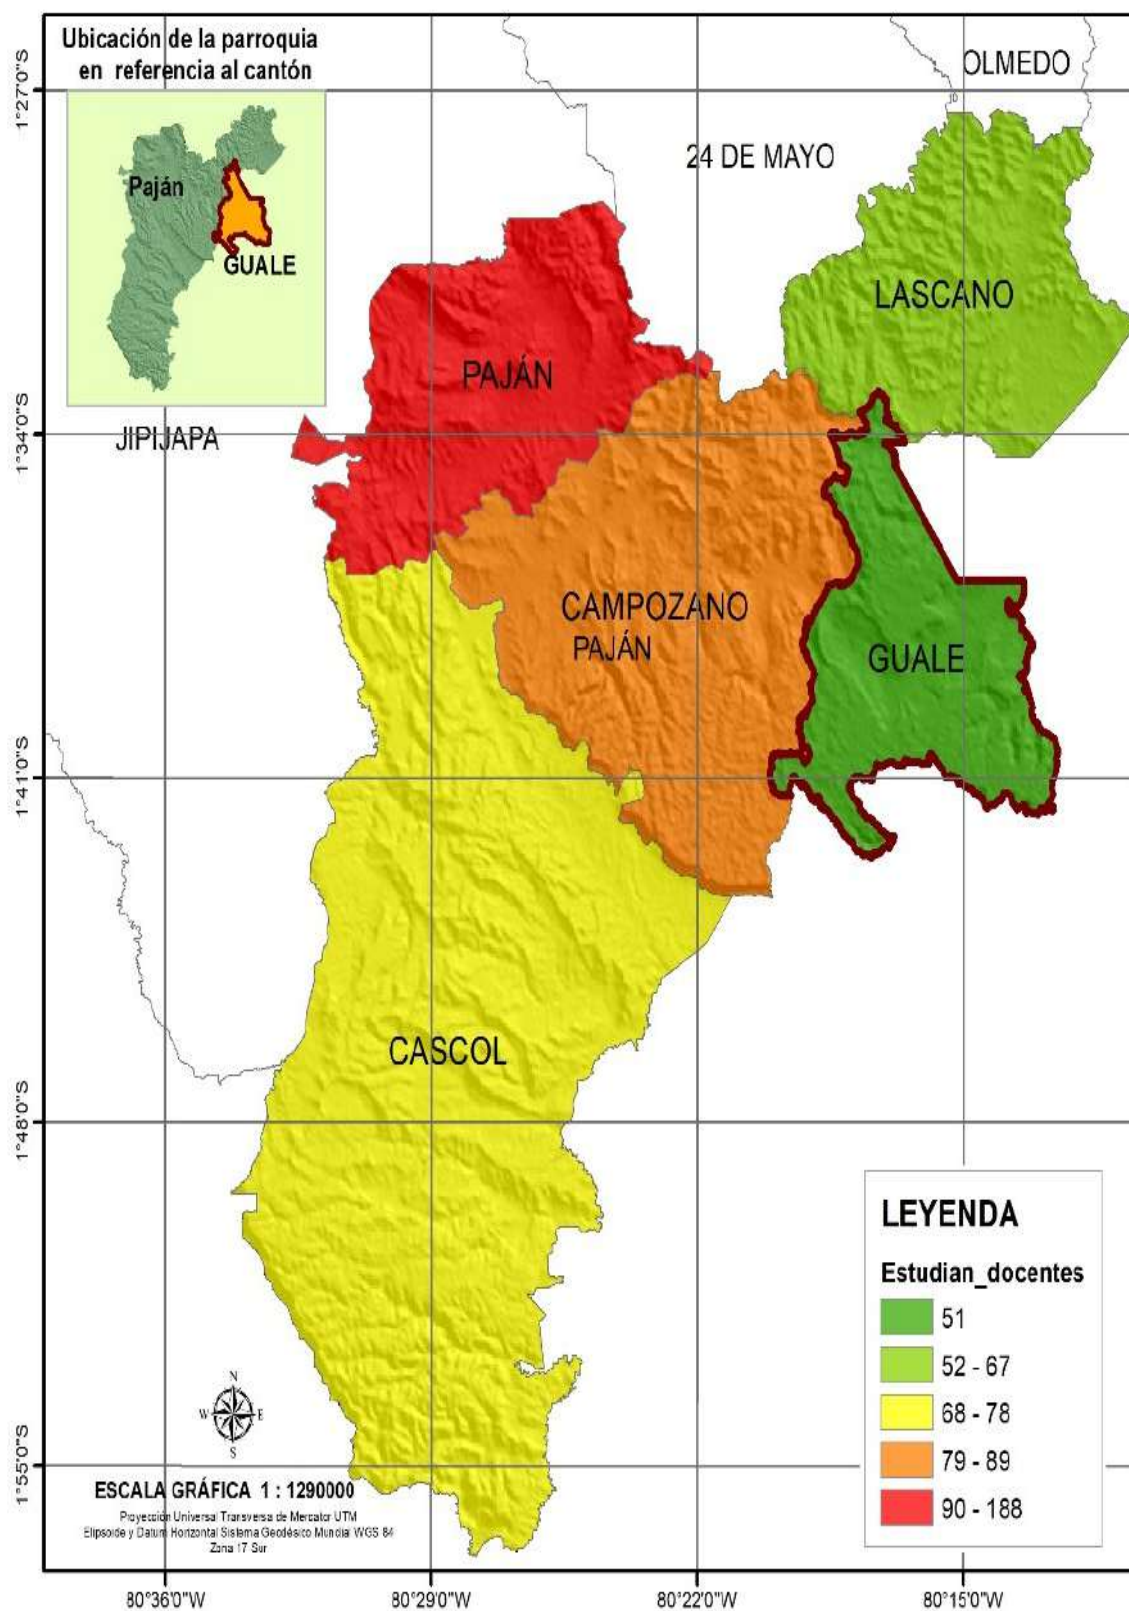 Ubicación de la parroquia
en referencia al cantón
Paján
GUALE
OLMEDO
24 DE MAYO
LASCANO
PAJÁN
JIPIJAPA
CAMPOZANO
PAJÁN
GUALE
CASCOL
1°27'0"S
1°34'0"S
1°41'0"S
1°48'0"S
1°55'0"S
LEYENDA
Estudian_docentes
51
52 - 67
68 - 78
79 - 89
90 - 188
N
W E
S
ESCALA GRÁFICA 1 : 1290000
Proyección Universal Transversa de Mercator UTM
Elipsoide y Datum Horizontal Sistema Geodésico Mundial WGS 84
Zona 17 Sur
80°36'0"W 80°29'0"W 80°22'0"W 80°15'0"W